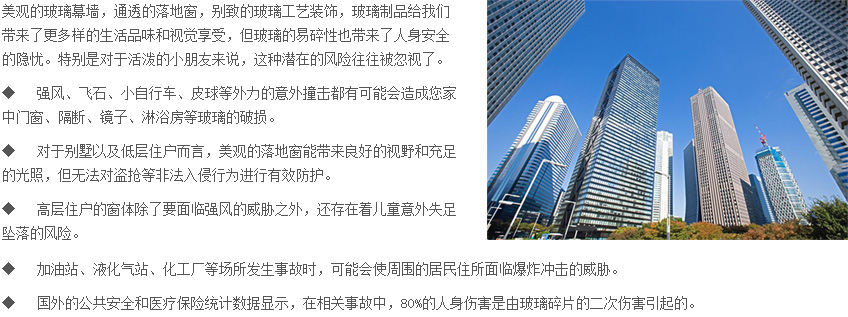 美观的玻璃幕墙，通透的落地窗，别致的玻璃工艺装饰，玻璃制品给我们
带来了更多样的生活品味和视觉享受，但玻璃的易碎性也带来了人身安全
的隐忧。特别是对于活泼的小朋友来说，这种潜在的风险往往被忽视了。
◆ 强风、飞石、小自行车、皮球等外力的意外撞击都有可能会造成您家
中门窗、隔断、镜子、淋浴房等玻璃的破损。
◆ 对于别墅以及低层住户而言，美观的落地窗能带来良好的视野和充足
的光照，但无法对盗抢等非法入侵行为进行有效防护。
◆ 高层住户的窗体除了要面临强风的威胁之外，还存在着儿童意外失足
坠落的风险。
◆ 加油站、液化气站、化工厂等场所发生事故时，可能会使周围的居民住所面临爆炸冲击的威胁。
◆ 国外的公共安全和医疗保险统计数据显示，在相关事故中，80%的人身伤害是由玻璃碎片的二次伤害引起的。